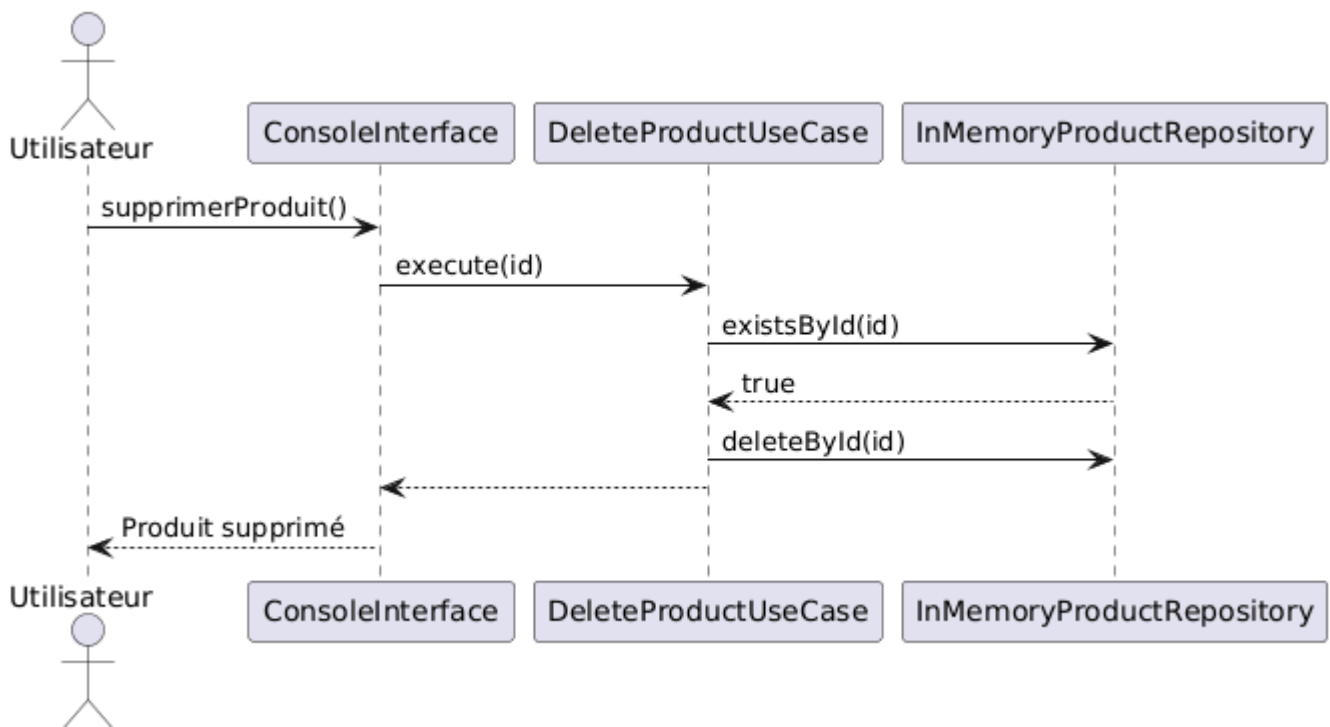 Utilisateur
ConsoleInterface
DeleteProductUseCase
InMemoryProductRepository
supprimerProduit()
execute(id)
existsById(id)
true
deleteById(id)
Produit supprimé
Utilisateur
ConsoleInterface
DeleteProductUseCase
InMemoryProductRepository